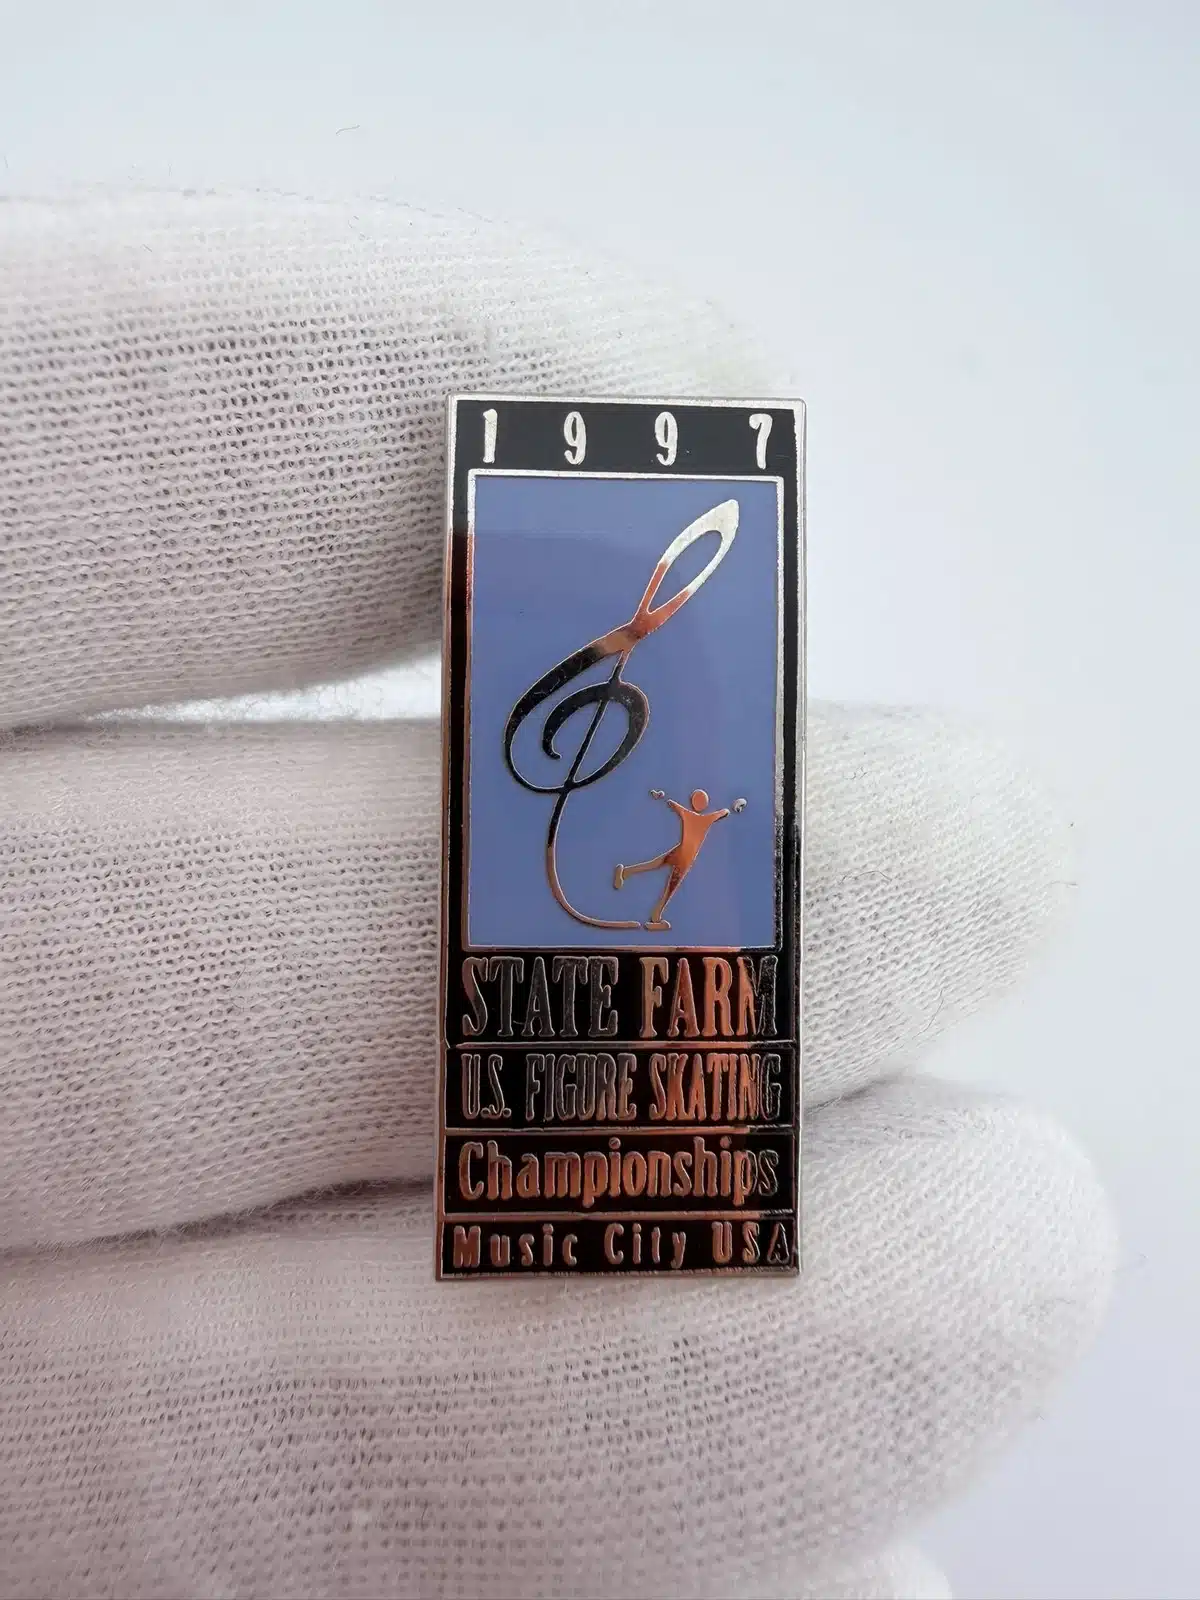 1997
STATE FARM
U.S. FIGURE SKATING
Championships
Music City USA